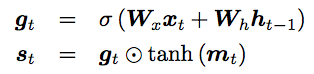 g_t = σ (W_x x_t + W_h h_{t−1})
s_t = g_t ⊙ tanh (m_t)